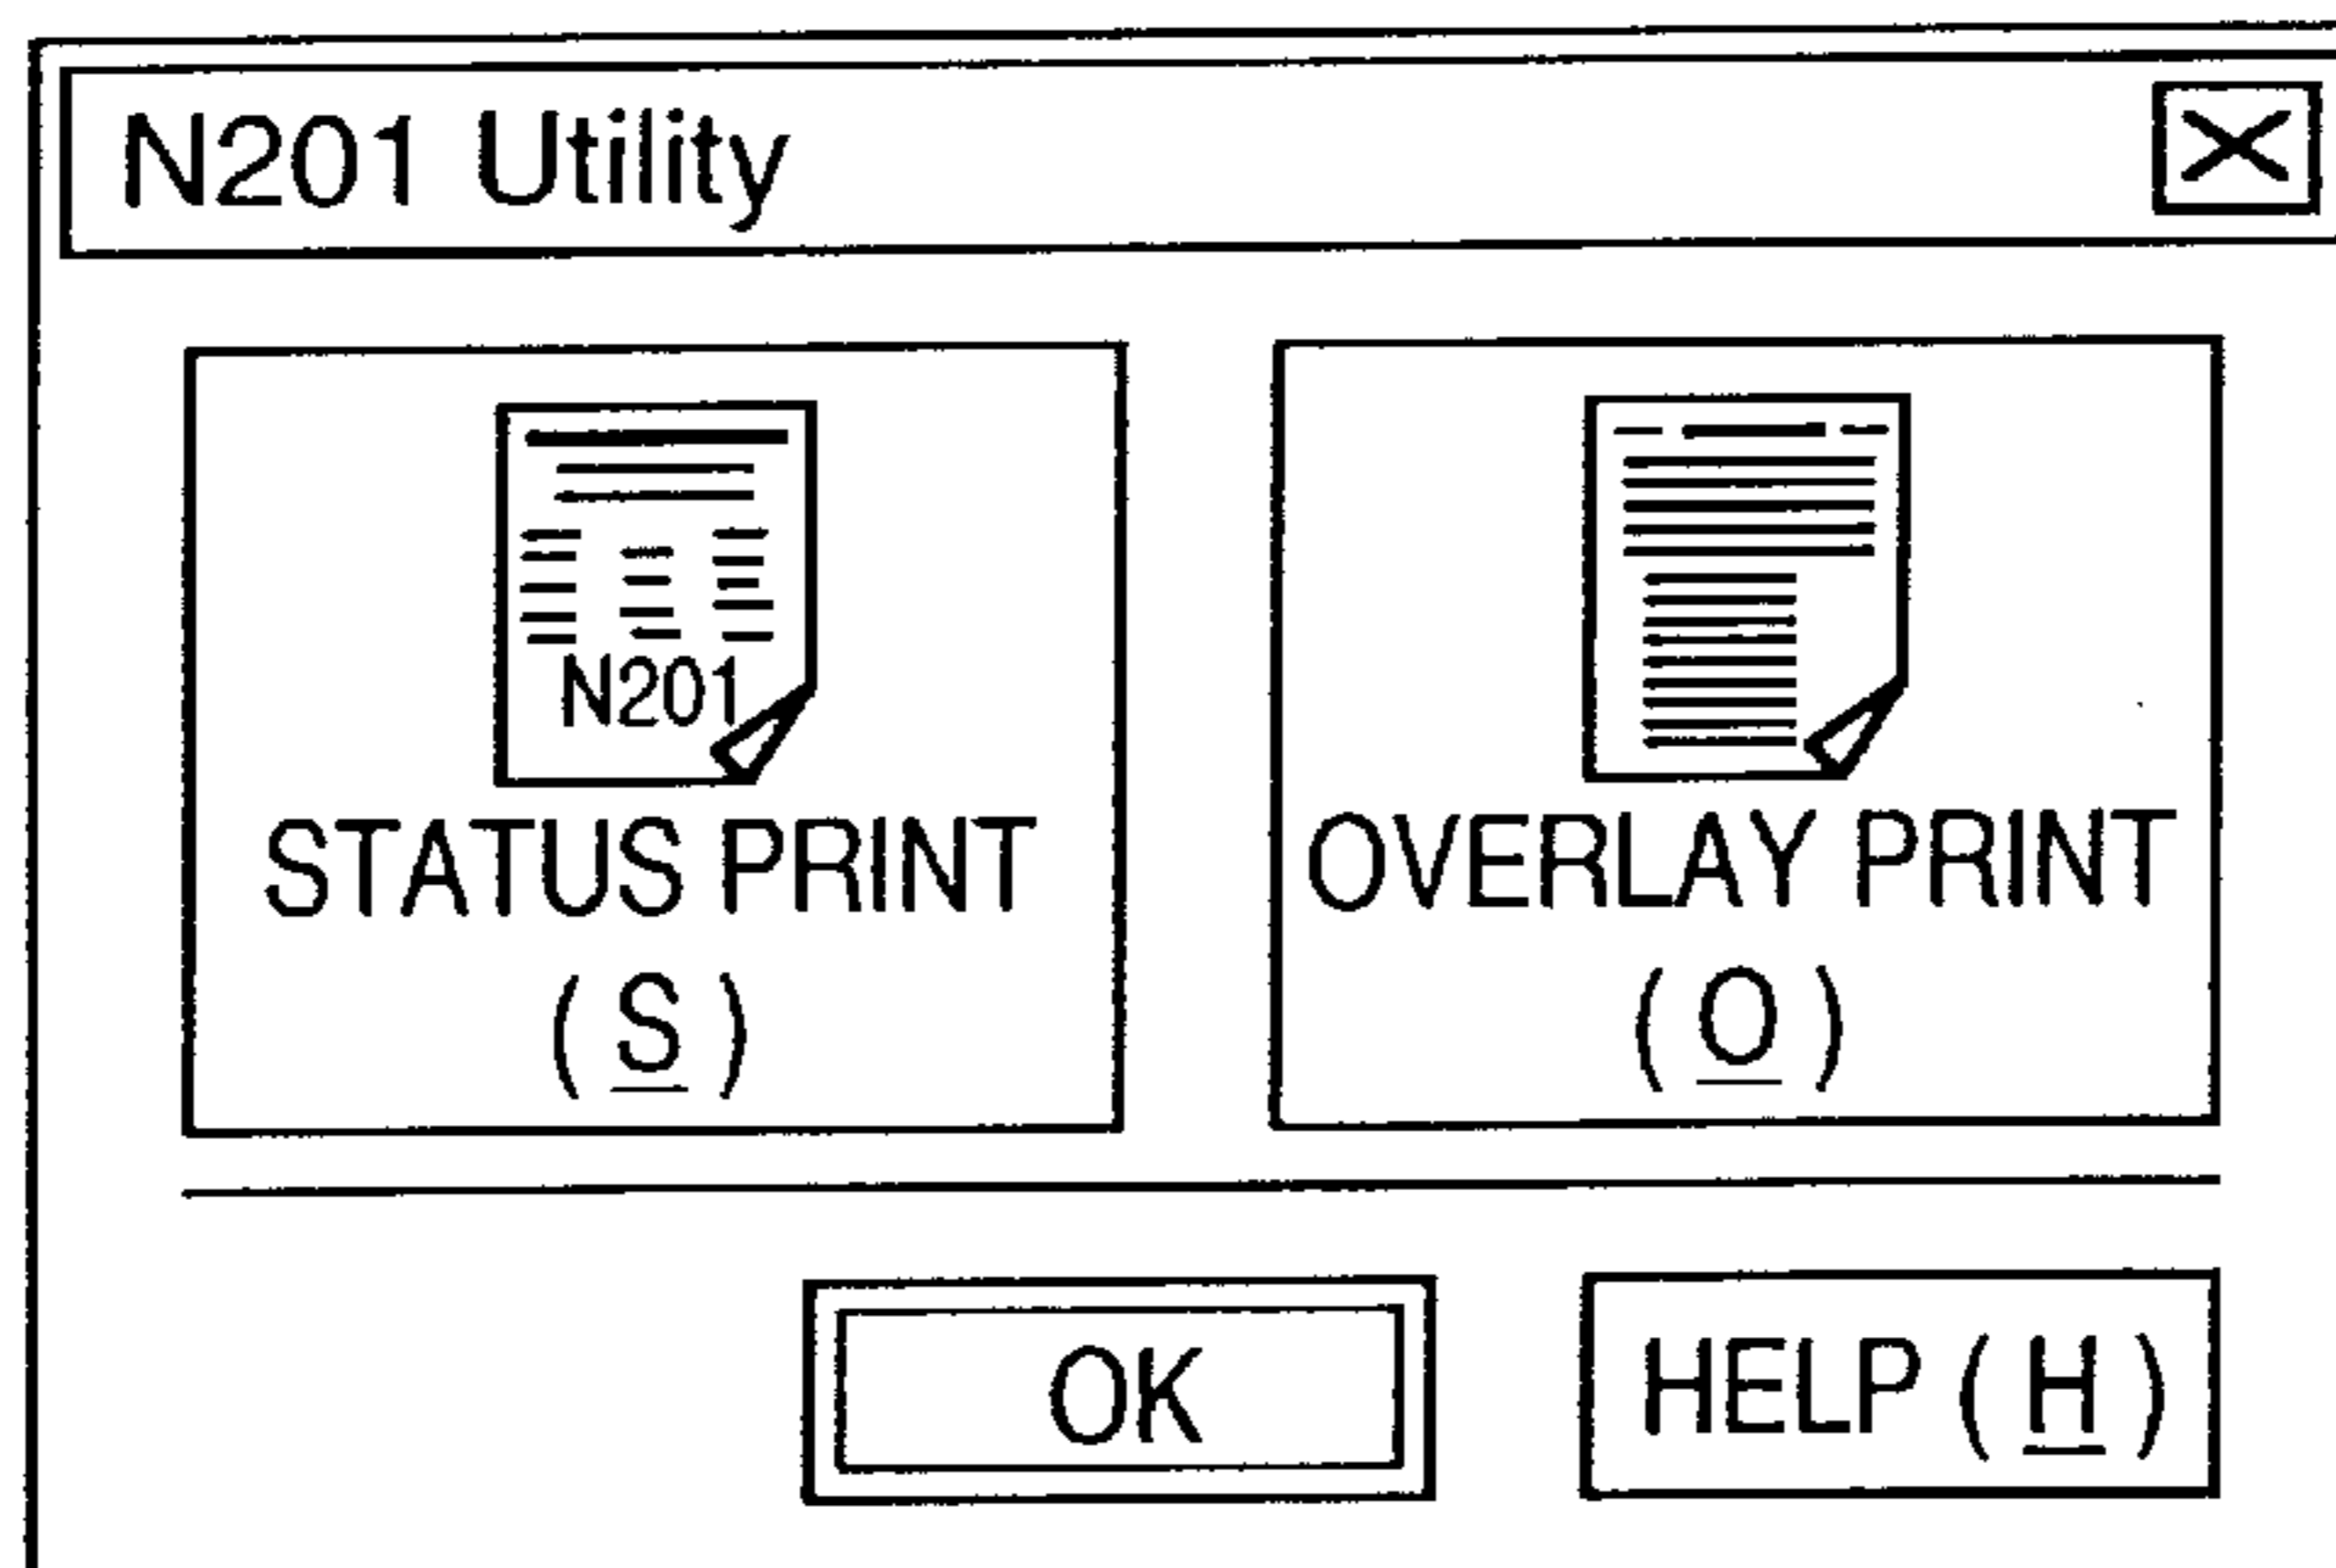 N201 Utility
N201
STATUS PRINT
(S)
OVERLAY PRINT
(O)
OK
HELP (H)